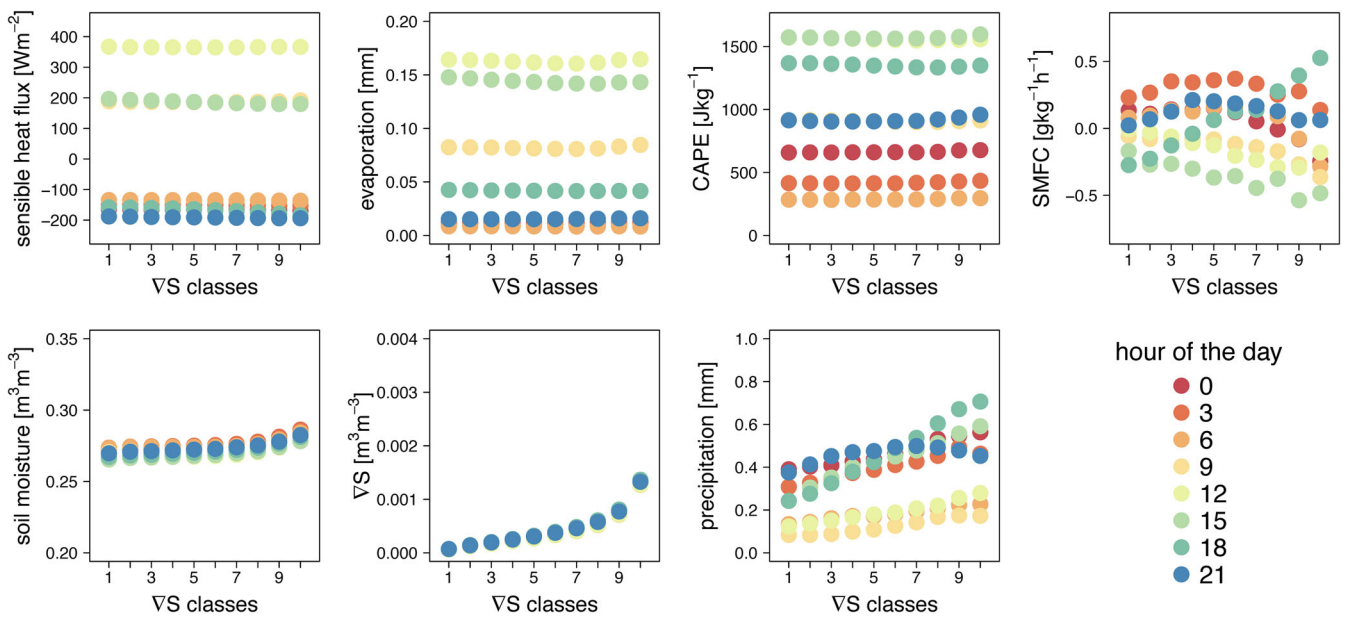 sensible heat flux [Wm⁻²]
400
300
200
100
0
−100
−200
1 3 5 7 9
∇S classes
evaporation [mm]
0.20
0.15
0.10
0.05
0.00
1 3 5 7 9
∇S classes
CAPE [Jkg⁻¹]
1500
1000
500
0
1 3 5 7 9
∇S classes
SMFC [gkg⁻¹h⁻¹]
0.5
0.0
−0.5
1 3 5 7 9
∇S classes
soil moisture [m³m⁻³]
0.35
0.30
0.25
0.20
1 3 5 7 9
∇S classes
∇S [m³m⁻³]
0.004
0.003
0.002
0.001
0.000
1 3 5 7 9
∇S classes
precipitation [mm]
1.0
0.8
0.6
0.4
0.2
0.0
1 3 5 7 9
∇S classes
hour of the day
0
3
6
9
12
15
18
21